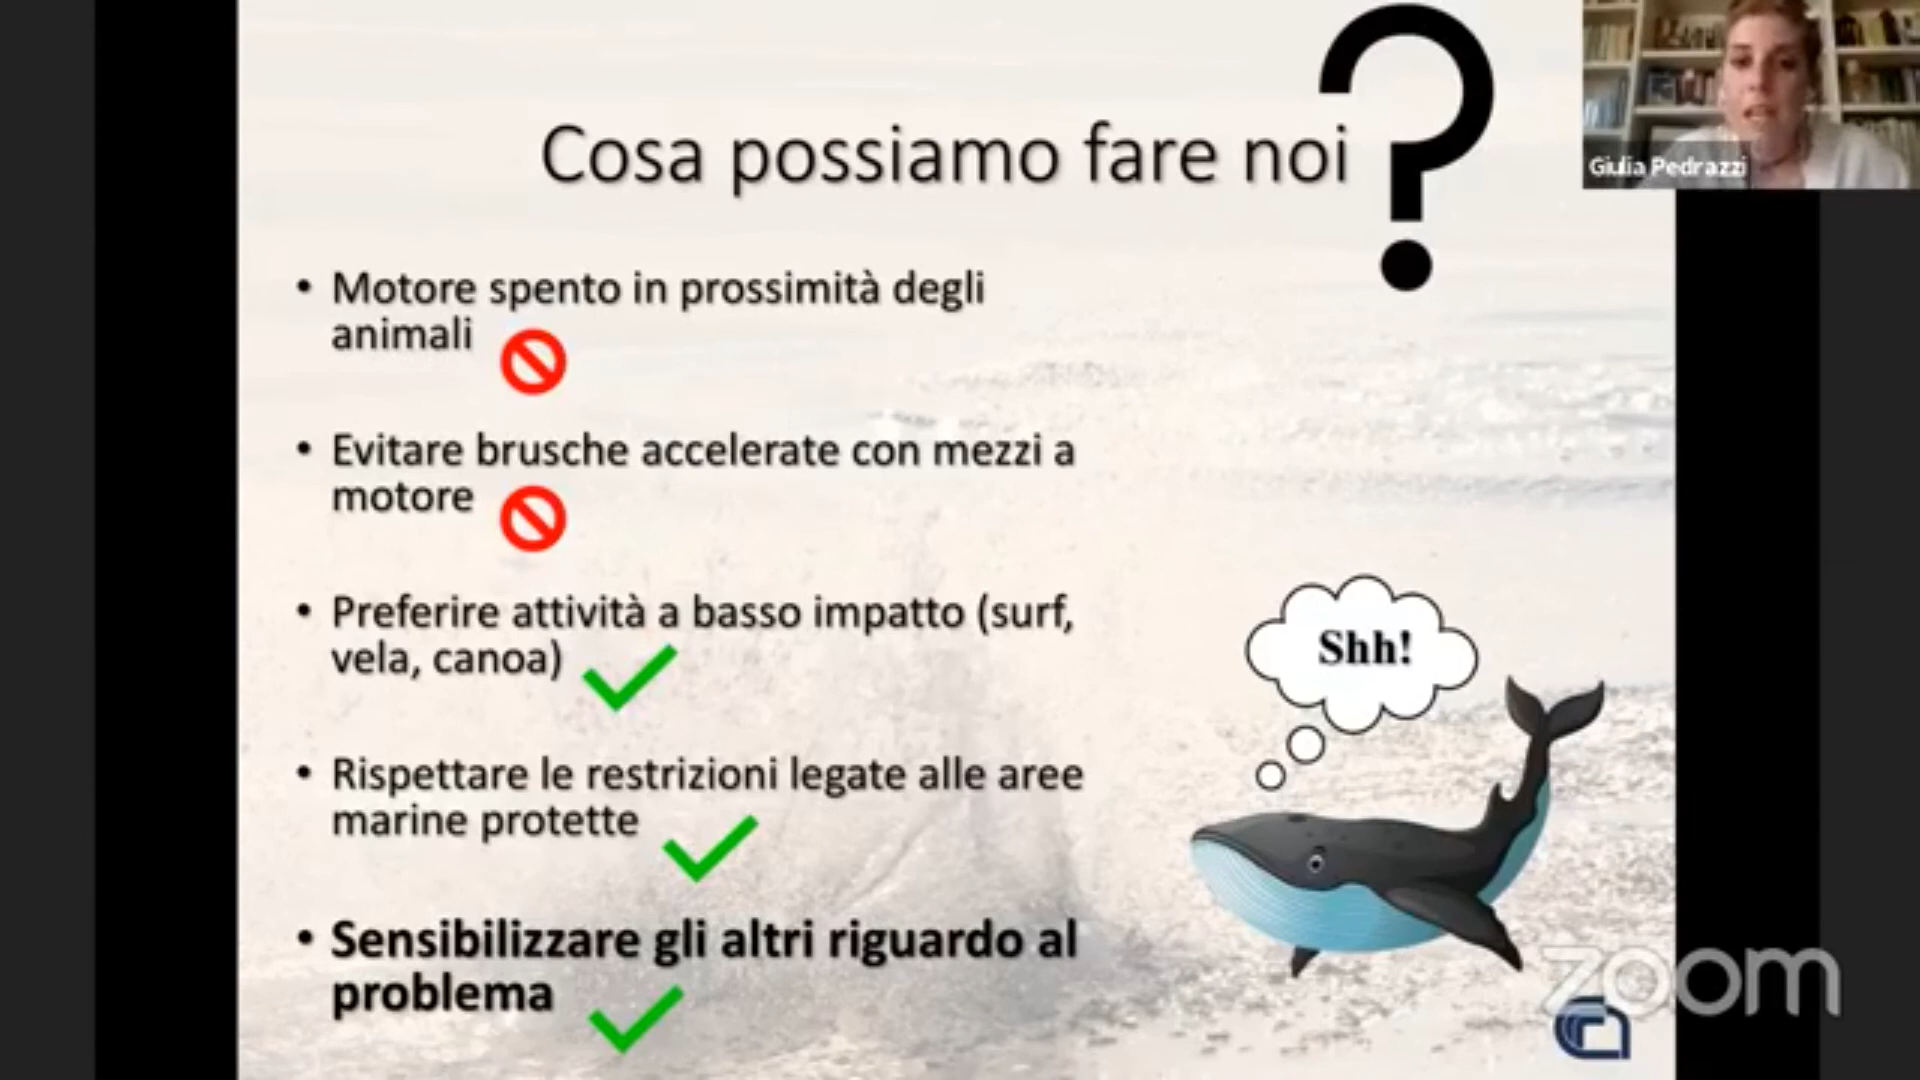 Cosa possiamo fare noi ?
Giulia Pedrazzi
• Motore spento in prossimità degli
animali
• Evitare brusche accelerate con mezzi a
motore
• Preferire attività a basso impatto (surf,
vela, canoa)
• Rispettare le restrizioni legate alle aree
marine protette
• Sensibilizzare gli altri riguardo al
problema
Shh!
zoom